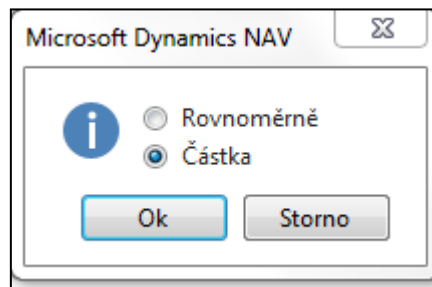 Microsoft Dynamics NAV
Rovnoměrně
Částka
Ok
Storno